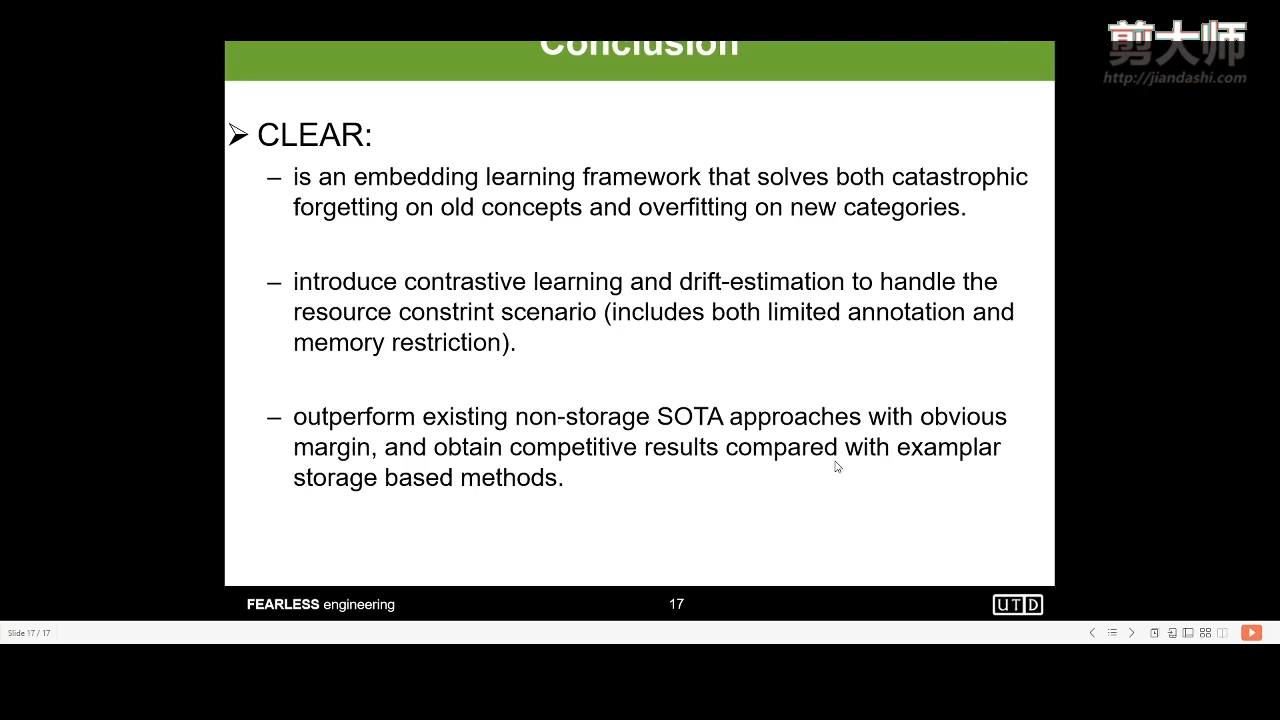 剪大师
http://jiandashi.com
Conclusion
CLEAR:
– is an embedding learning framework that solves both catastrophic
forgetting on old concepts and overfitting on new categories.
– introduce contrastive learning and drift-estimation to handle the
resource constrint scenario (includes both limited annotation and
memory restriction).
– outperform existing non-storage SOTA approaches with obvious
margin, and obtain competitive results compared with examplar
storage based methods.
FEARLESS engineering
17
UTD
Slide 17 / 17